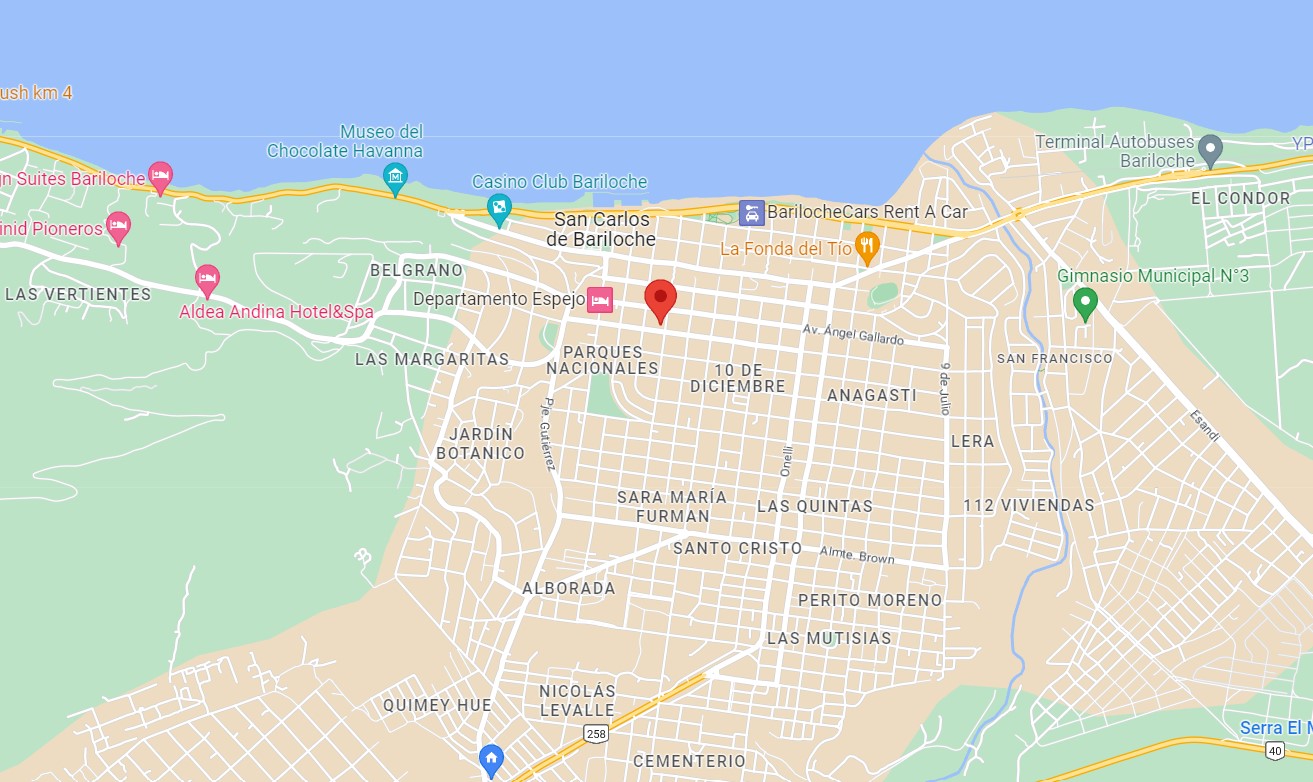 ush km 4
Museo del
Chocolate Havanna
Terminal Autobuses
Bariloche
YP
gn Suites Bariloche
Casino Club Bariloche
EL CONDOR
San Carlos
de Bariloche
BarilocheCars Rent A Car
inid Pioneros
La Fonda del Tío
BELGRANO
Gimnasio Municipal N°3
LAS VERTIENTES
Departamento Espejo
Aldea Andina Hotel&Spa
Av. Ángel Gallardo
LAS MARGARITAS
PARQUES
NACIONALES
SAN FRANCISCO
10 DE
DICIEMBRE
9 de Julio
ANAGASTI
Pje. Gutiérrez
Esandi
JARDÍN
BOTANICO
LERA
Onelli
SARA MARÍA
FURMAN
LAS QUINTAS
112 VIVIENDAS
SANTO CRISTO
Almte. Brown
ALBORADA
PERITO MORENO
LAS MUTISIAS
QUIMEY HUE
NICOLÁS
LEVALLE
258
Serra El M
40
CEMENTERIO